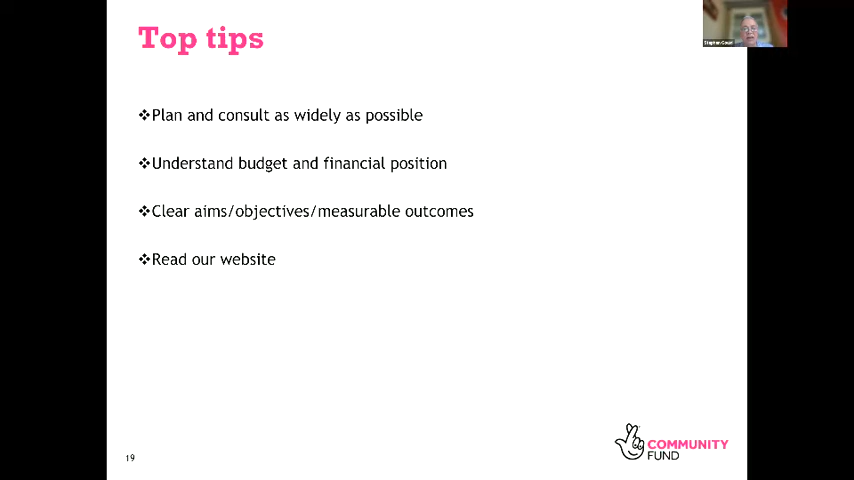 Top tips
❖Plan and consult as widely as possible
❖Understand budget and financial position
❖Clear aims/objectives/measurable outcomes
❖Read our website
19
COMMUNITY
FUND